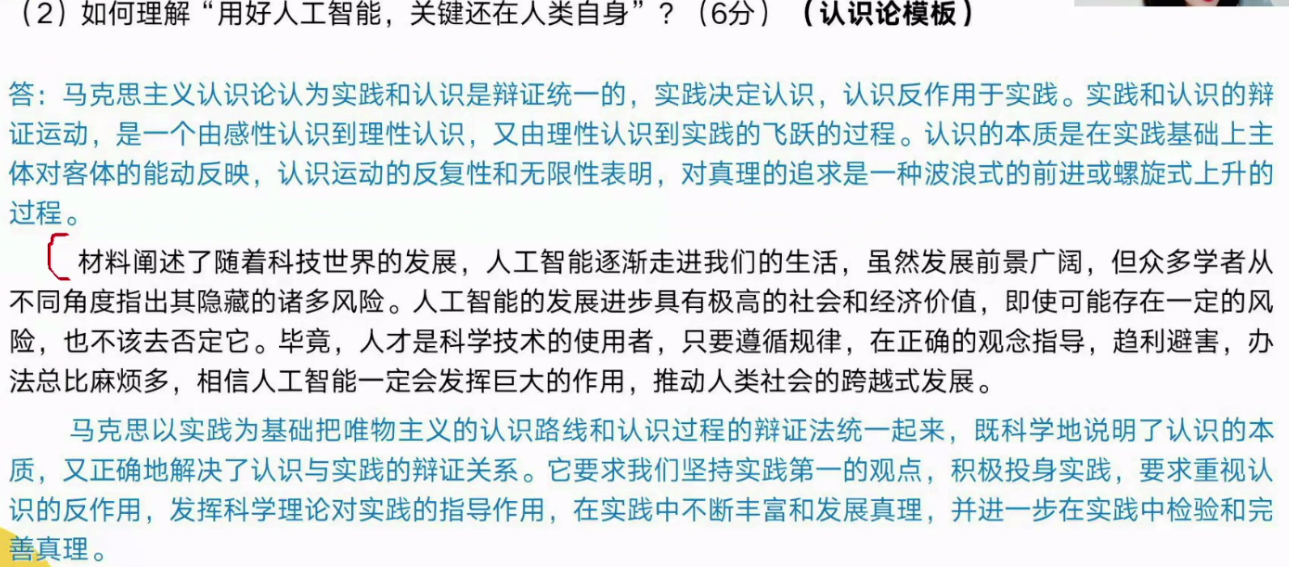 （2）如何理解“用好人工智能，关键还在人类自身”？（6分）（认识论模板）
答：马克思主义认识论认为实践和认识是辩证统一的，实践决定认识，认识反作用于实践。实践和认识的辩
证运动，是一个由感性认识到理性认识，又由理性认识到实践的飞跃的过程。认识的本质是在实践基础上主
体对客体的能动反映，认识运动的反复性和无限性表明，对真理的追求是一种波浪式的前进或螺旋式上升的
过程。
材料阐述了随着科技世界的发展，人工智能逐渐走进我们的生活，虽然发展前景广阔，但众多学者从
不同角度指出其隐藏的诸多风险。人工智能的发展进步具有极高的社会和经济价值，即使可能存在一定的风
险，也不该去否定它。毕竟，人才是科学技术的使用者，只要遵循规律，在正确的观念指导，趋利避害，办
法总比麻烦多，相信人工智能一定会发挥巨大的作用，推动人类社会的跨越式发展。
马克思以实践为基础把唯物主义的认识路线和认识过程的辩证法统一起来，既科学地说明了认识的本
质，又正确地解决了认识与实践的辩证关系。它要求我们坚持实践第一的观点，积极投身实践，要求重视认
识的反作用，发挥科学理论对实践的指导作用，在实践中不断丰富和发展真理，并进一步在实践中检验和完
善真理。